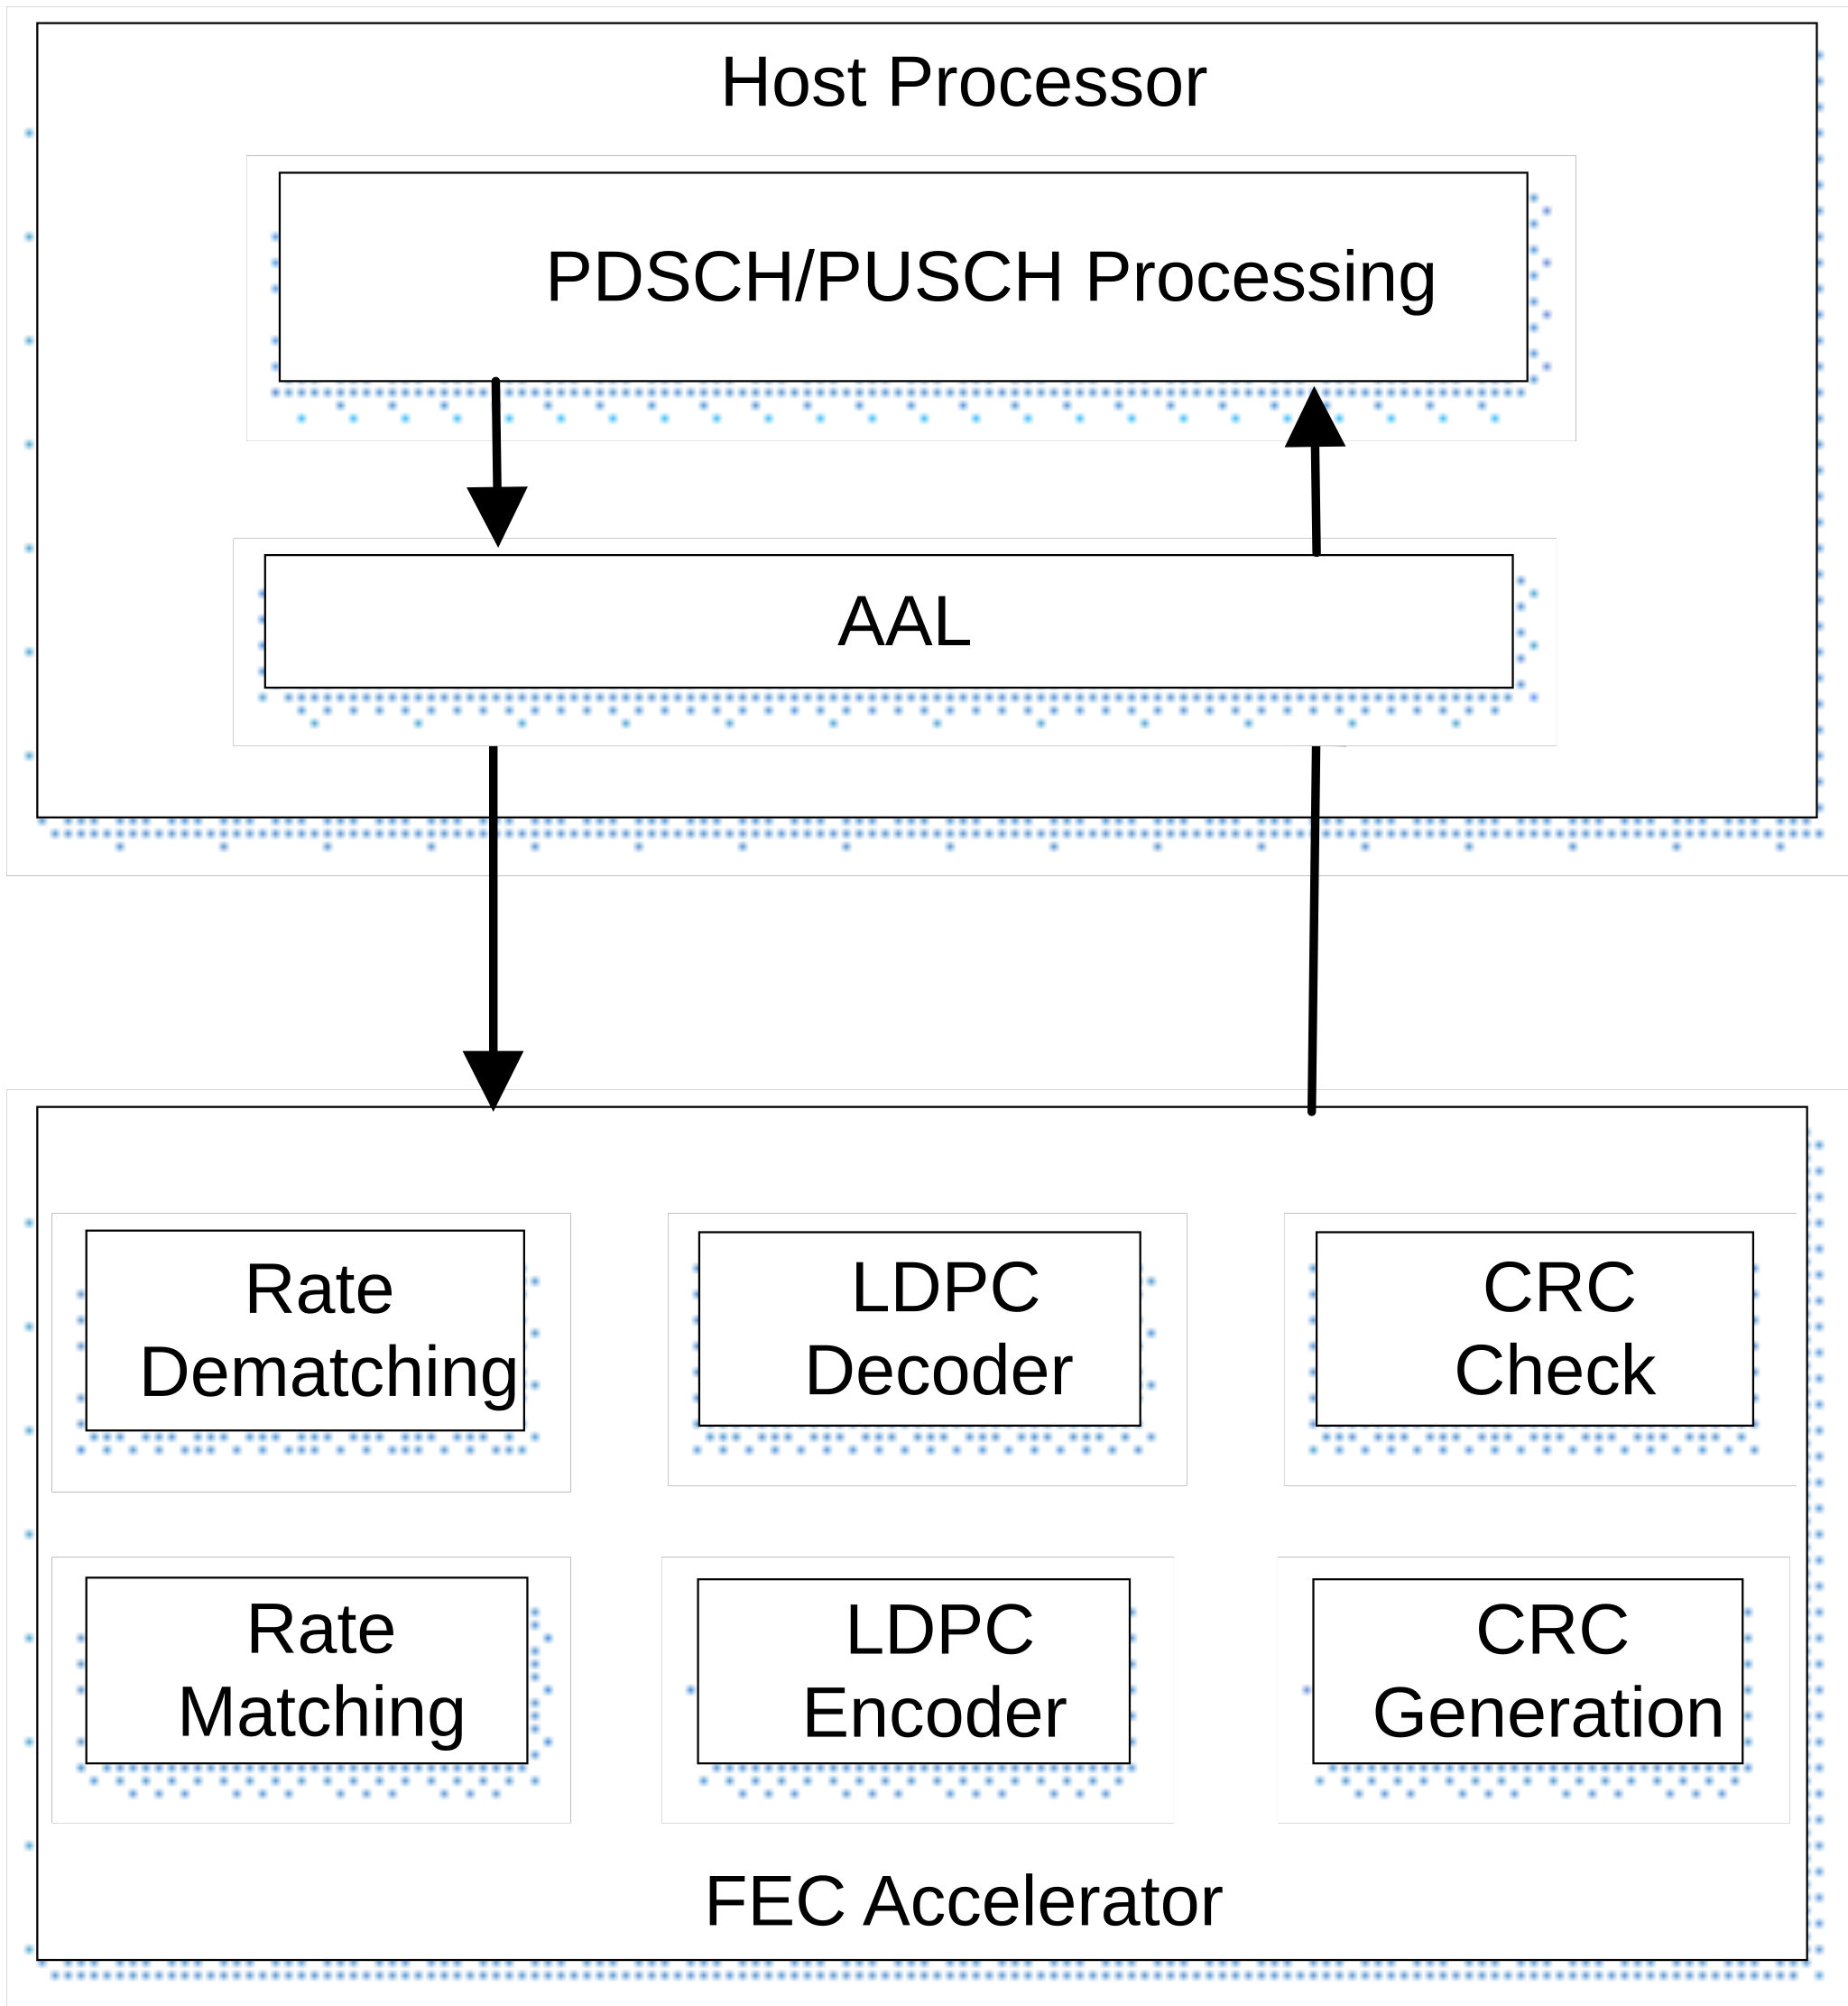 Host Processor
PDSCH/PUSCH Processing
AAL
Rate
Dematching
LDPC
Decoder
CRC
Check
Rate
Matching
LDPC
Encoder
CRC
Generation
FEC Accelerator